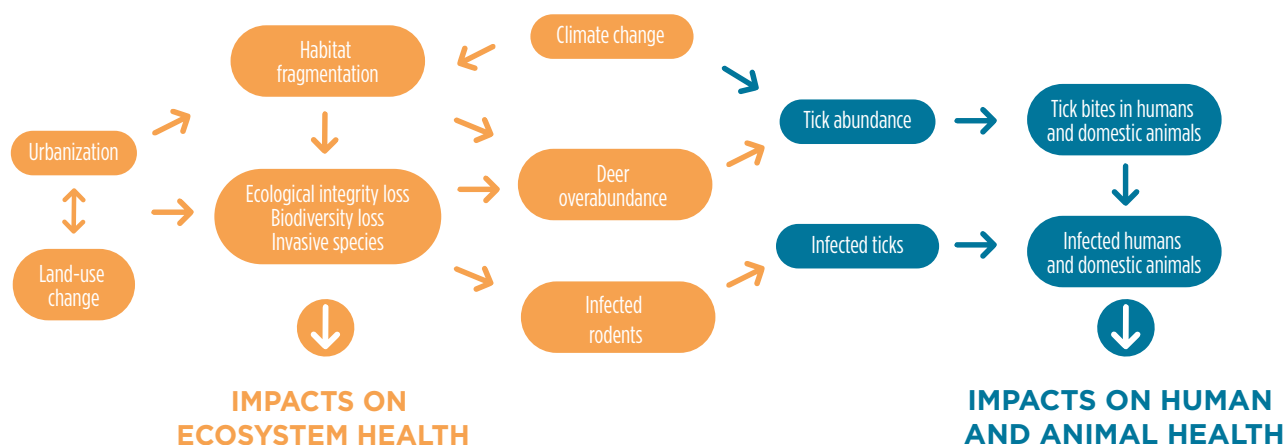 Climate change
Habitat
fragmentation
Tick abundance
Tick bites in humans
and domestic animals
Urbanization
Ecological integrity loss
Biodiversity loss
Invasive species
Deer
overabundance
Land-use
change
Infected ticks
Infected humans
and domestic animals
Infected
rodents
IMPACTS ON
ECOSYSTEM HEALTH
IMPACTS ON HUMAN
AND ANIMAL HEALTH